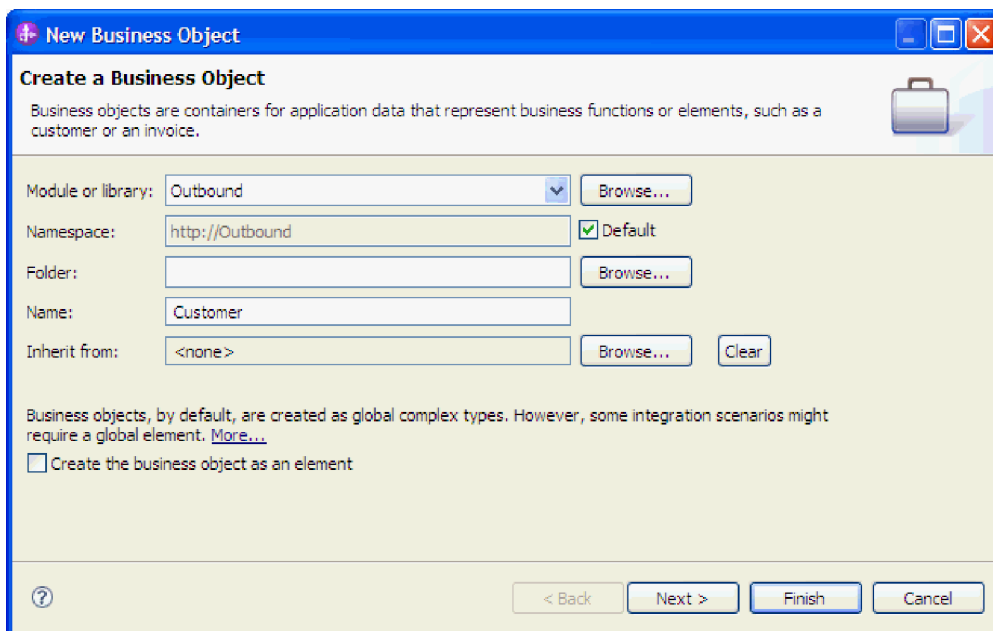 New Business Object
Create a Business Object
Business objects are containers for application data that represent business functions or elements, such as a
customer or an invoice.
Module or library: Outbound Browse...
Namespace: http://Outbound Default
Folder: Browse...
Name: Customer
Inherit from: <none> Browse... Clear
Business objects, by default, are created as global complex types. However, some integration scenarios might
require a global element. More...
Create the business object as an element
? < Back Next > Finish Cancel